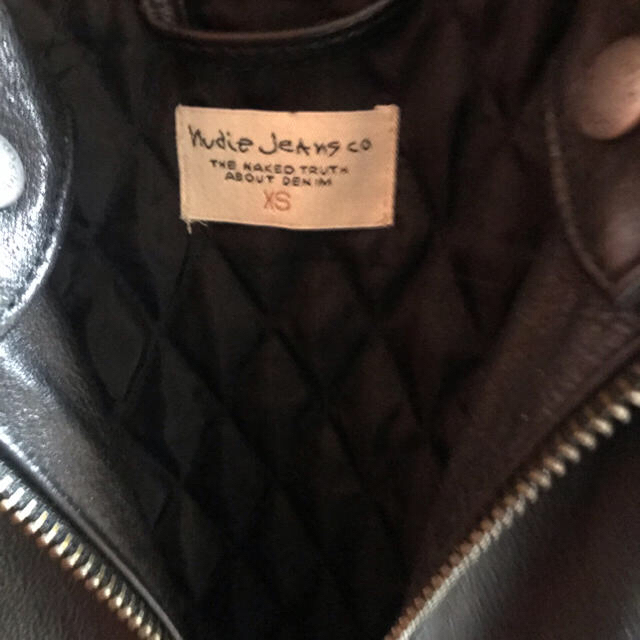 Nudie Jeans co
THE NAKED TRUTH
ABOUT DENIM
XS